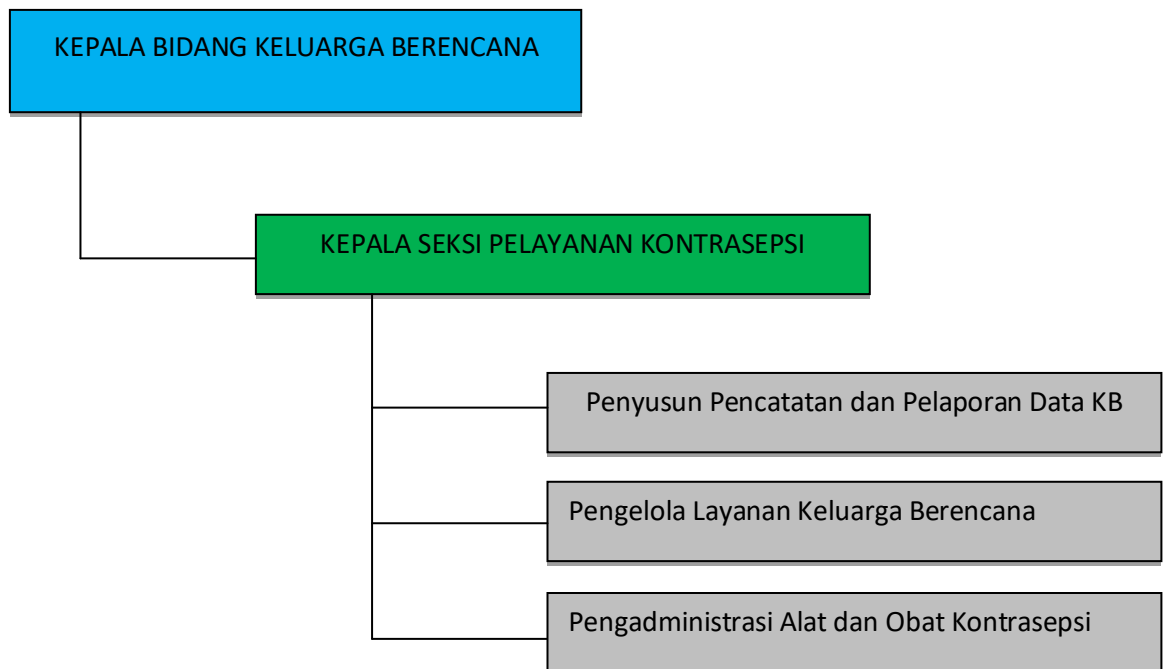 KEPALA BIDANG KELUARGA BERENCANA
KEPALA SEKSI PELAYANAN KONTRASEPSI
Penyusun Pencatatan dan Pelaporan Data KB
Pengelola Layanan Keluarga Berencana
Pengadministrasi Alat dan Obat Kontrasepsi